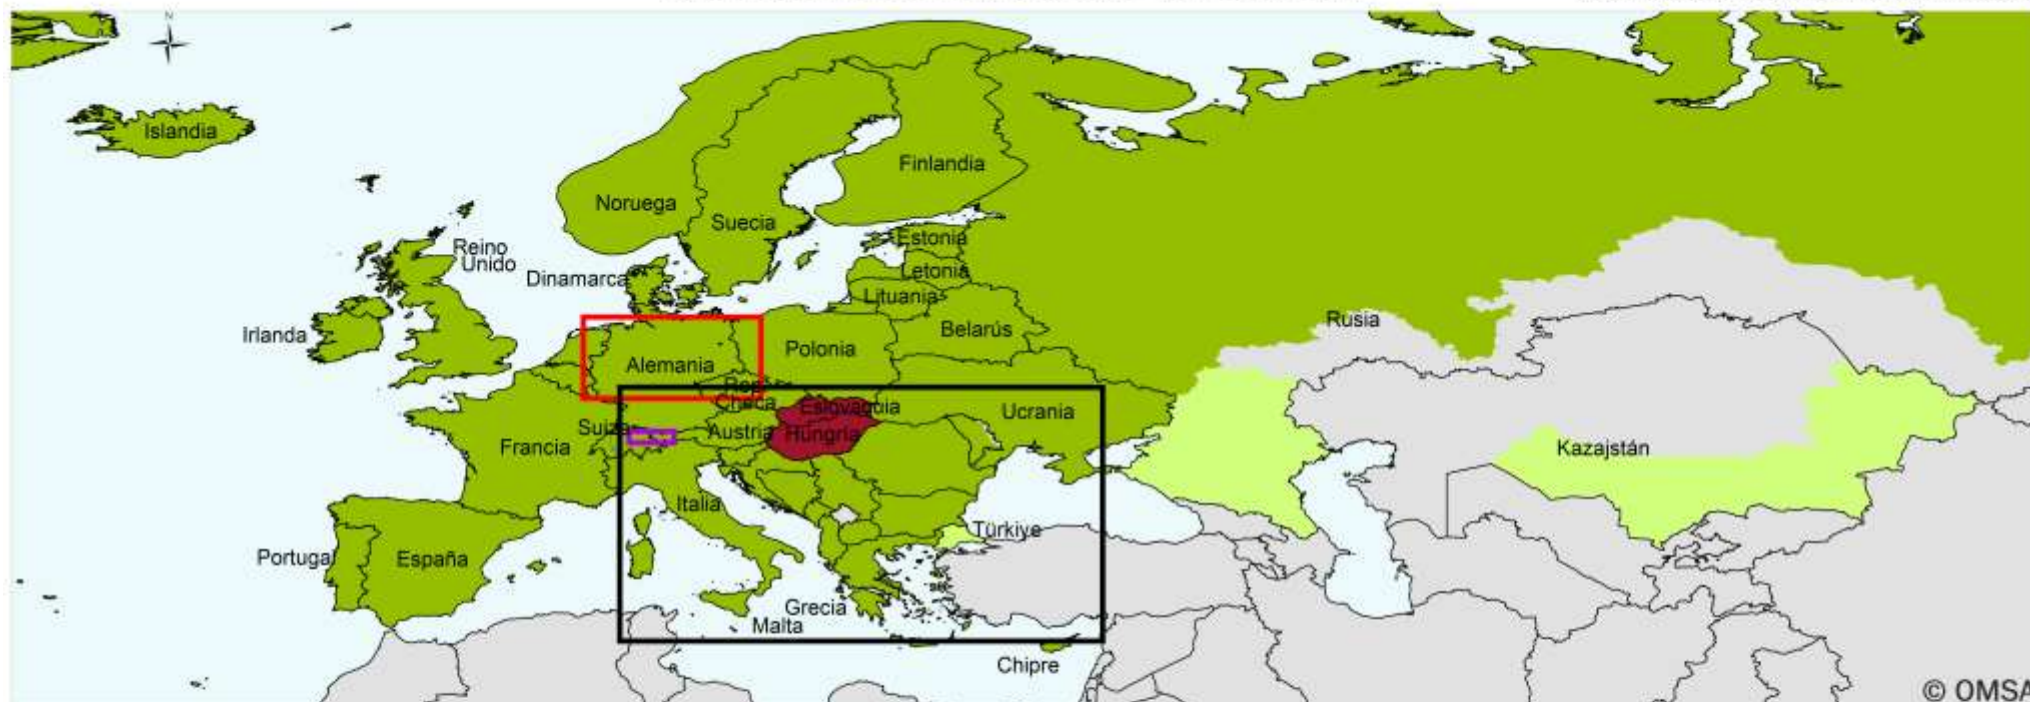 N
Islandia
Finlandia
Noruega
Suecia
Estonia
Reino
Unido
Letonia
Dinamarca
Lituania
Rusia
Belarús
Irlanda
Polonia
Alemania
Rep.
Checa
Eslovaquia
Ucrania
Suiza
Austria
Hungría
Francia
Kazajstán
Italia
Türkiye
Portugal
España
Grecia
Malta
Chipre
© OMSA